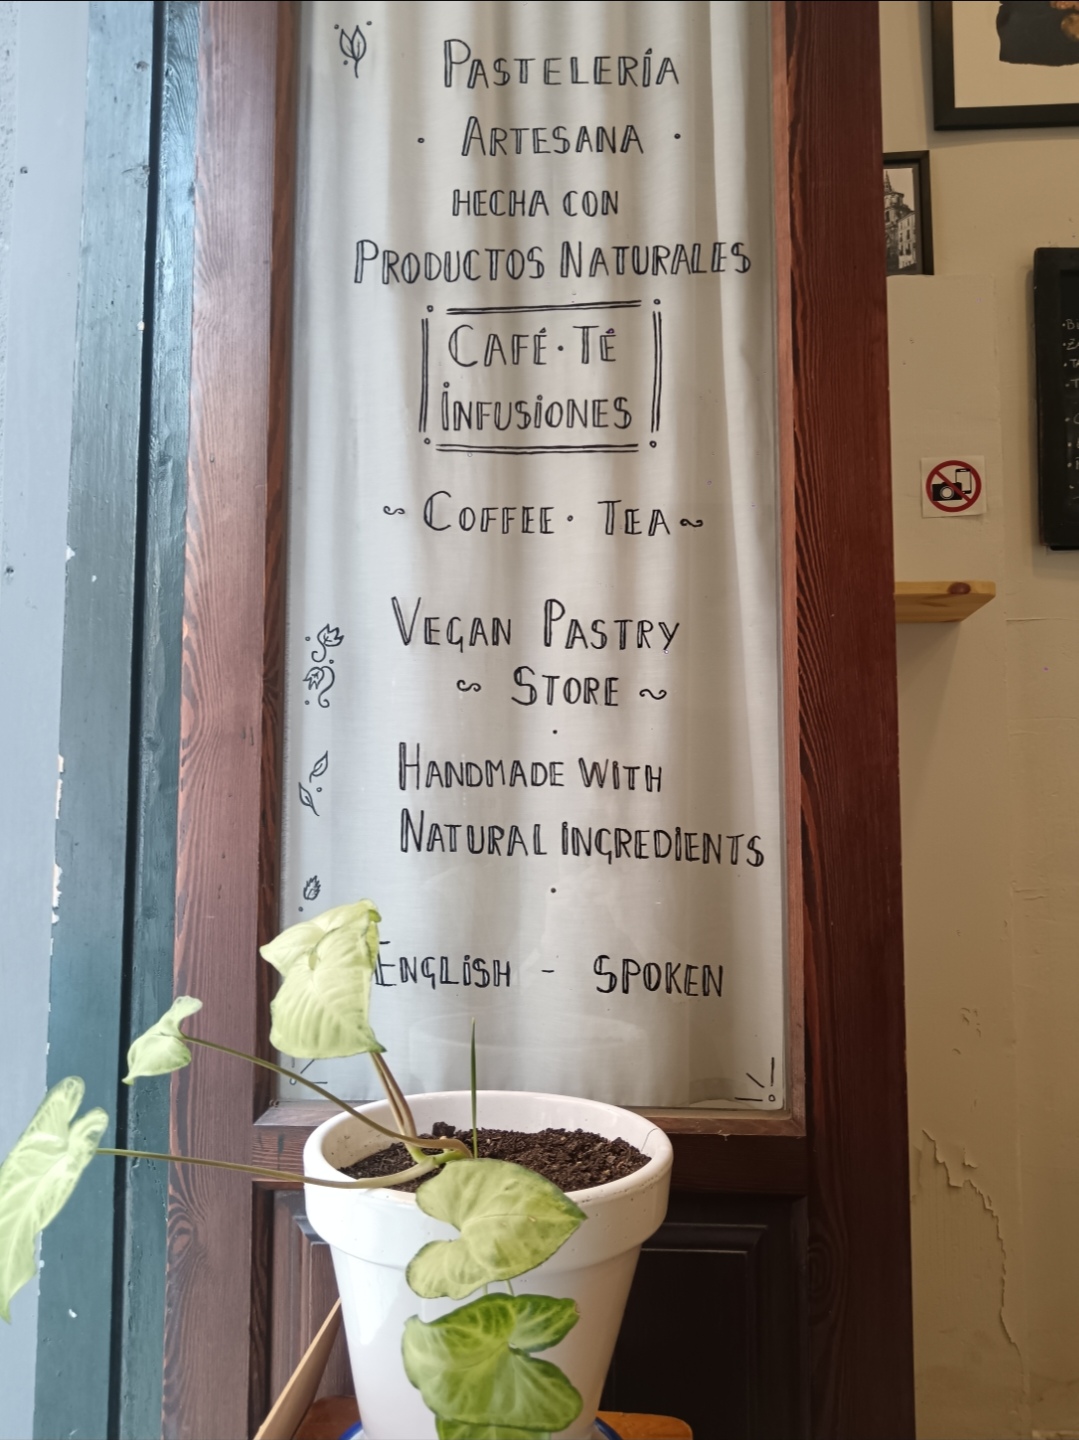 PASTELERÍA
· ARTESANA ·
HECHA CON
PRODUCTOS NATURALES
CAFÉ · TÉ
INFUSIONES
~ COFFEE · TEA ~
VEGAN PASTRY
~ STORE ~
HANDMADE WITH
NATURAL INGREDIENTS
ENGLISH - SPOKEN